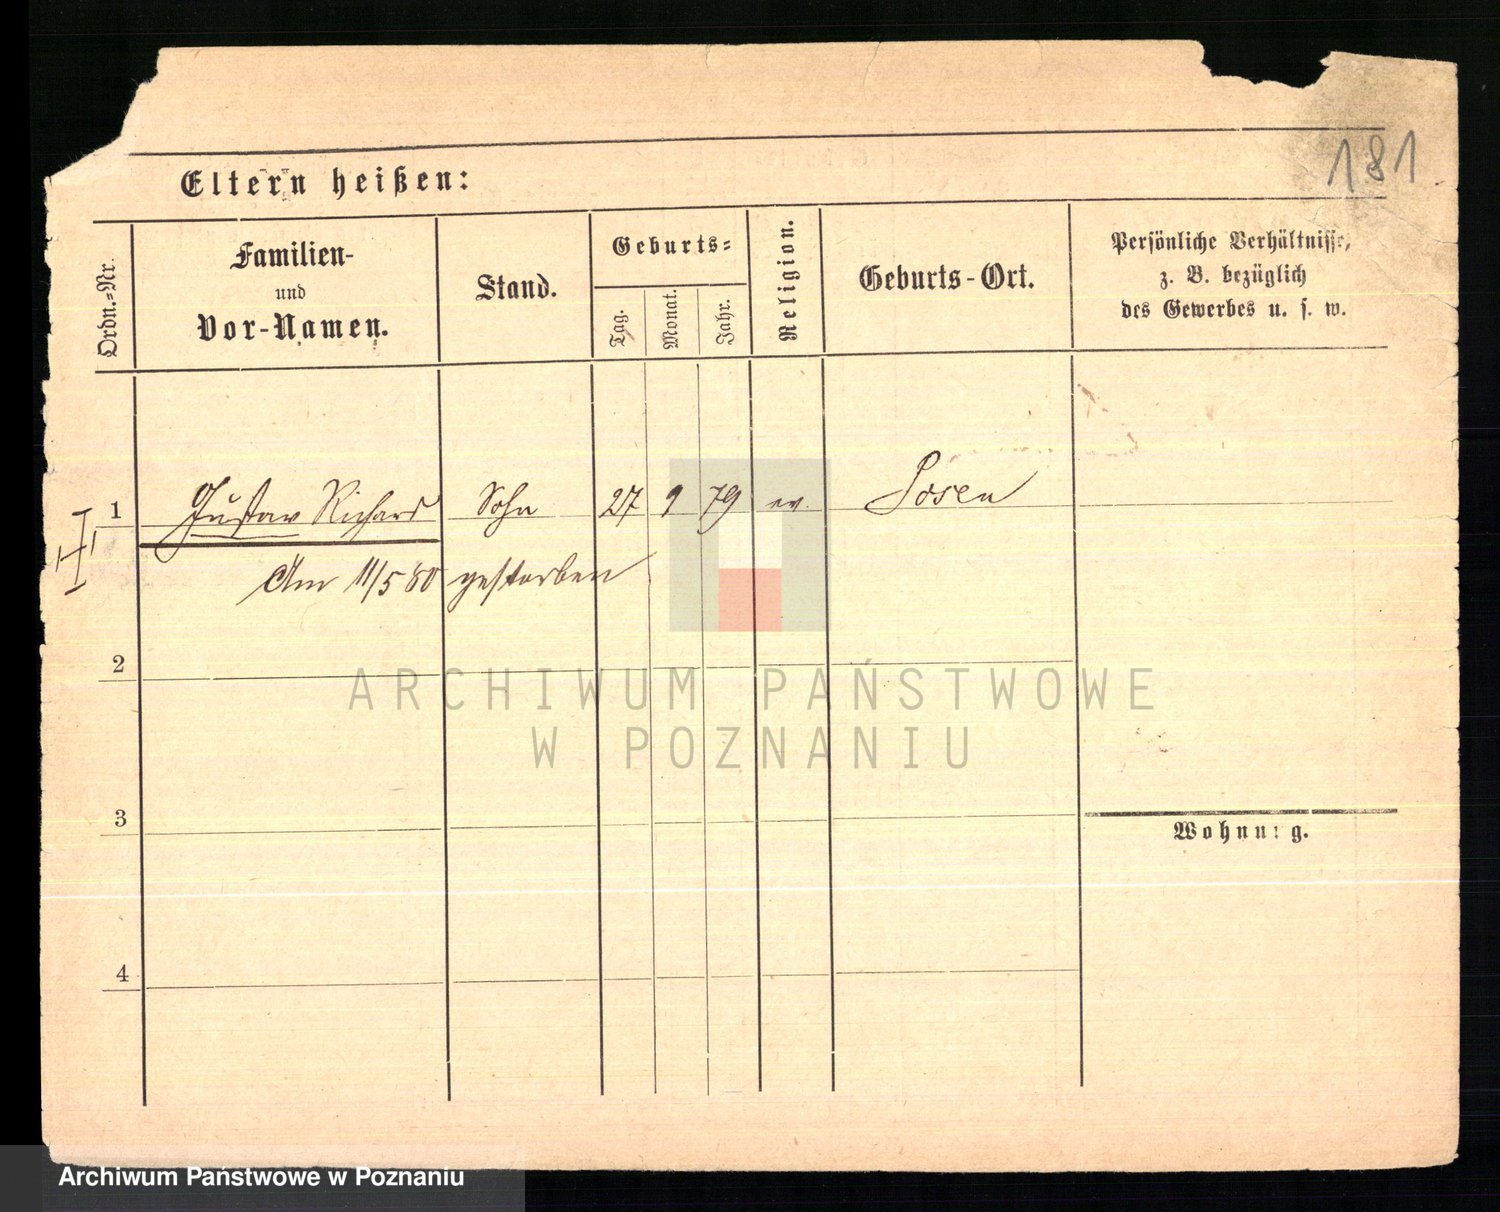 181
Eltern heißen:
Ordn.=Nr.
Familien-
und
Vor-Namen.
Stand.
Geburts=
Tag.
Monat.
Jahr.
Religion.
Geburts-Ort.
Persönliche Verhältnisse,
z. B. bezüglich
des Gewerbes u. s. w.
1 Gustav Richard Sohn 27 9 79 ev. Posen
Am 11/5 80 gestorben
2
ARCHIWUM PAŃSTWOWE
W POZNANIU
3
Wohnung.
4
Archiwum Państwowe w Poznaniu